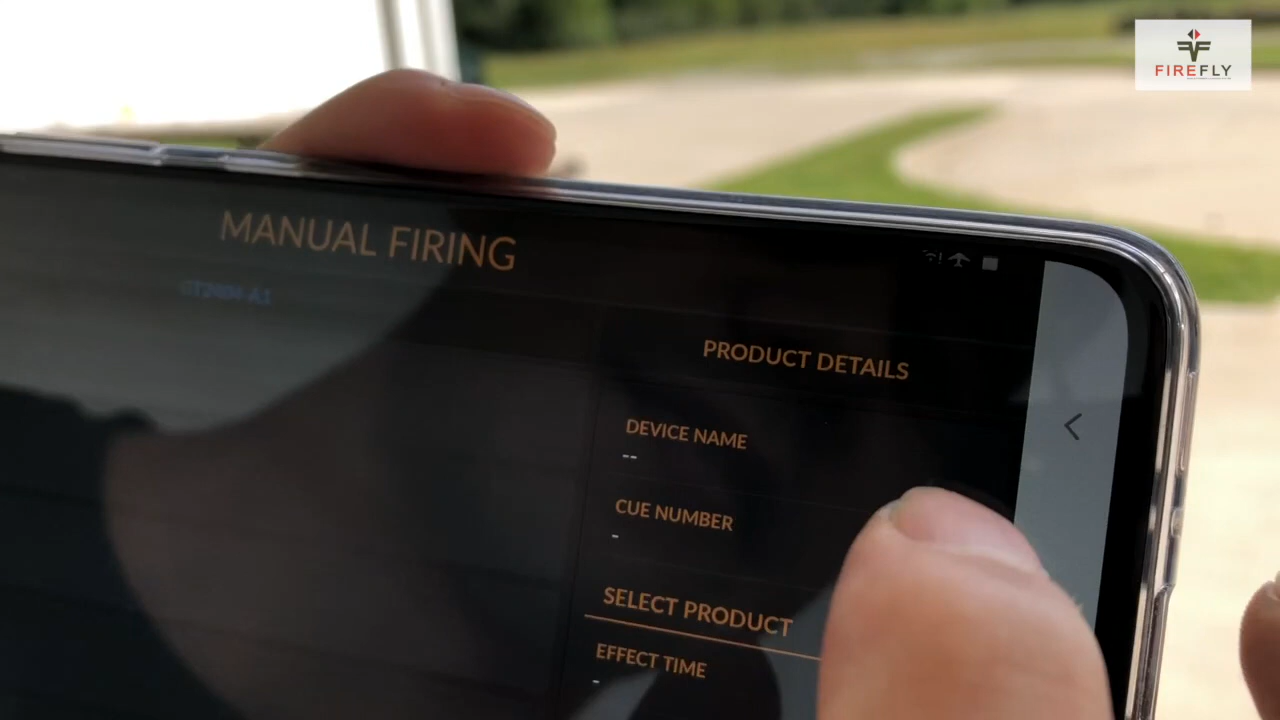 FIREFLY
MANUAL FIRING
PRODUCT DETAILS
DEVICE NAME
--
CUE NUMBER
-
SELECT PRODUCT
EFFECT TIME
-